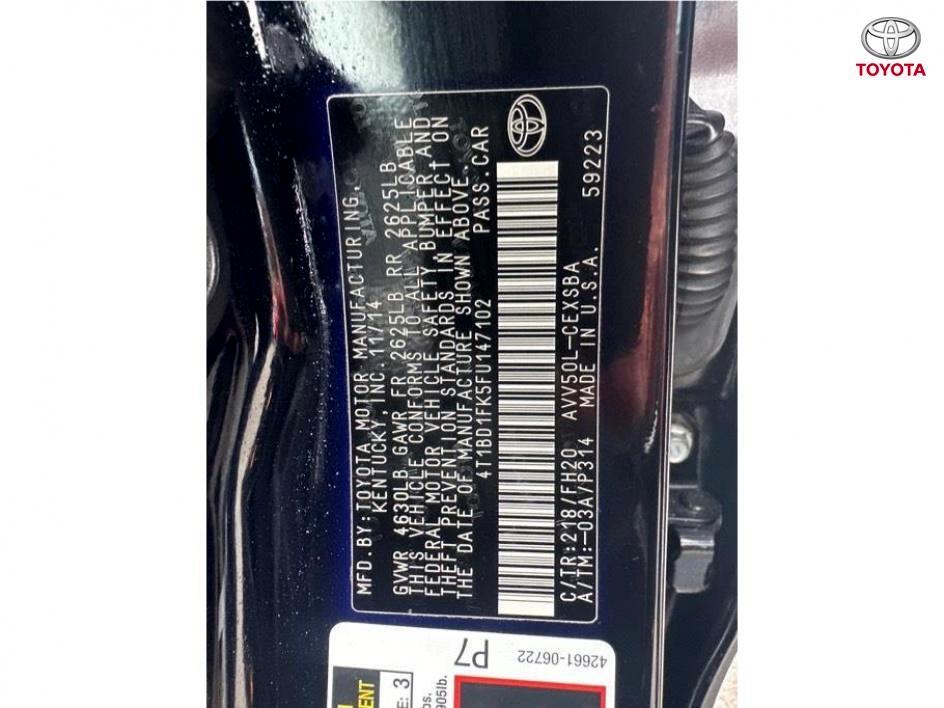 TOYOTA
MFD.BY:TOYOTA MOTOR MANUFACTURING,
KENTUCKY, INC. 11/14
GVWR 4630LB GAWR FR 2625LB RR 2625LB
THIS VEHICLE CONFORMS TO ALL APPLICABLE
FEDERAL MOTOR VEHICLE SAFETY, BUMPER AND
THEFT PREVENTION STANDARDS IN EFFECT ON
THE DATE OF MANUFACTURE SHOWN ABOVE.
4T1BD1FK5FU147102 PASS.CAR
C/TR:218/FH20 AVV50L-CEXSBA
A/TM:-03A/P314 MADE IN U.S.A. 59223
P7
42661-06722
E: 3
905lb.